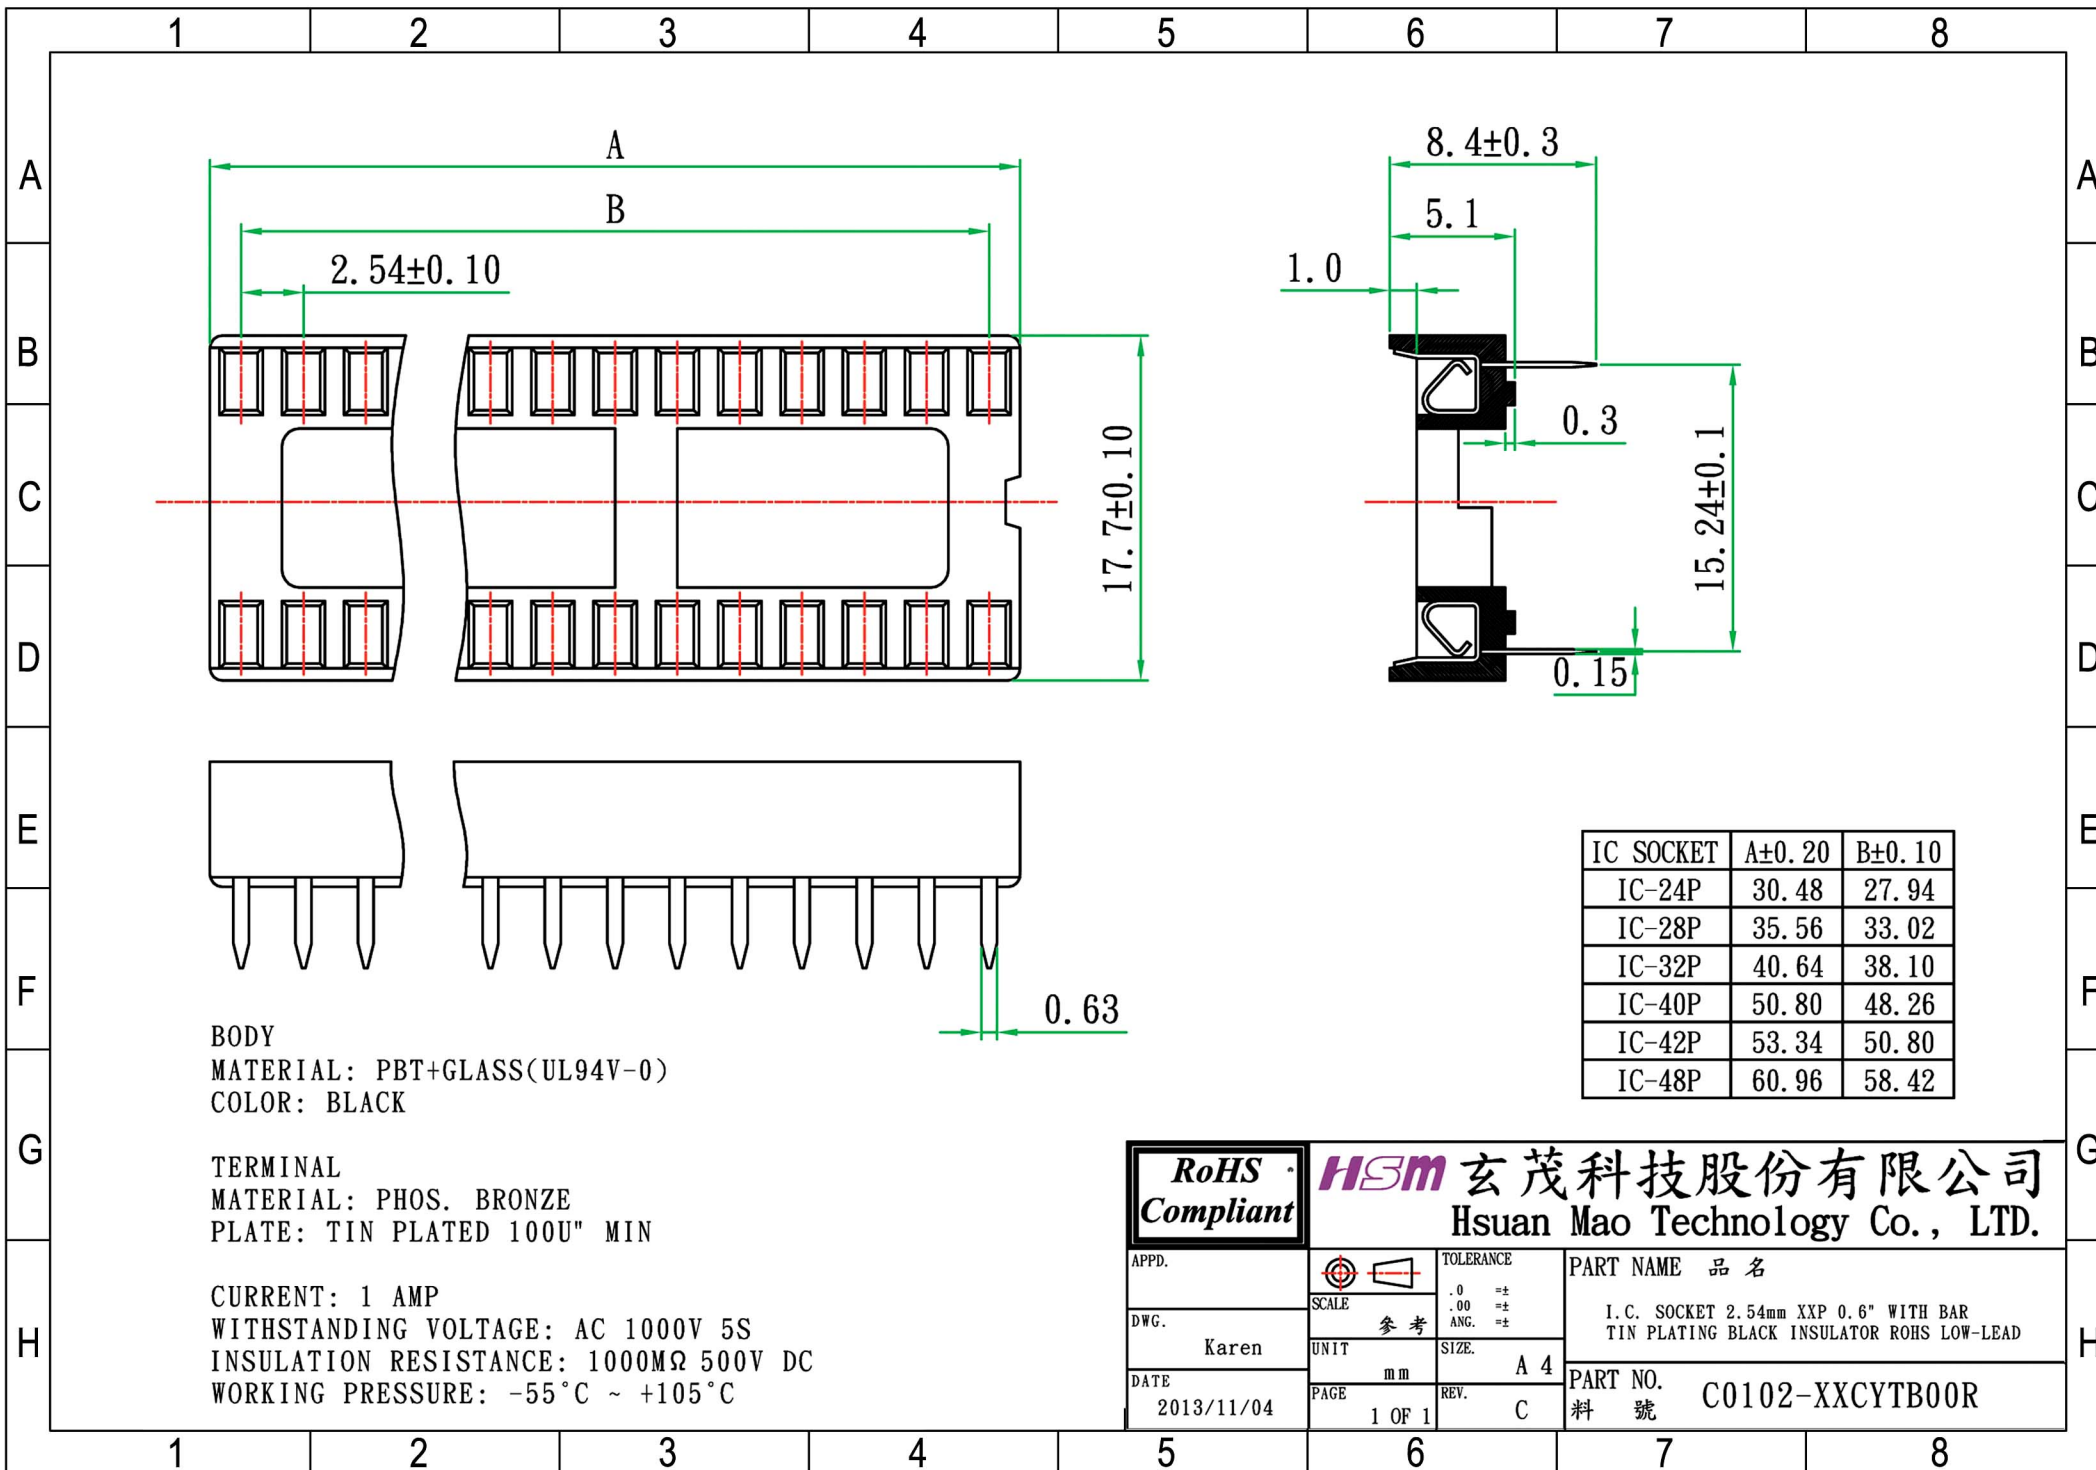 1 2 3 4 5 6 7 8
A
B
C
D
E
F
G
H
A
B
C
D
E
F
G
H
A
B
2.54±0.10
17.7±0.10
8.4±0.3
5.1
1.0
0.3
15.24±0.1
0.15
0.63
IC SOCKET A±0.20 B±0.10
IC-24P 30.48 27.94
IC-28P 35.56 33.02
IC-32P 40.64 38.10
IC-40P 50.80 48.26
IC-42P 53.34 50.80
IC-48P 60.96 58.42
BODY
MATERIAL: PBT+GLASS(UL94V-0)
COLOR: BLACK
TERMINAL
MATERIAL: PHOS. BRONZE
PLATE: TIN PLATED 100U" MIN
CURRENT: 1 AMP
WITHSTANDING VOLTAGE: AC 1000V 5S
INSULATION RESISTANCE: 1000MΩ 500V DC
WORKING PRESSURE: -55°C ~ +105°C
RoHS
Compliant
HSM 玄茂科技股份有限公司
Hsuan Mao Technology Co., LTD.
APPD.
DWG.
Karen
DATE
2013/11/04
SCALE
參考
UNIT
mm
PAGE
1 OF 1
TOLERANCE
.0 =±
.00 =±
ANG. =±
SIZE.
A 4
REV.
C
PART NAME 品名
I.C. SOCKET 2.54mm XXP 0.6" WITH BAR
TIN PLATING BLACK INSULATOR ROHS LOW-LEAD
PART NO.
料 號
C0102-XXCYTB00R
1 2 3 4 5 6 7 8